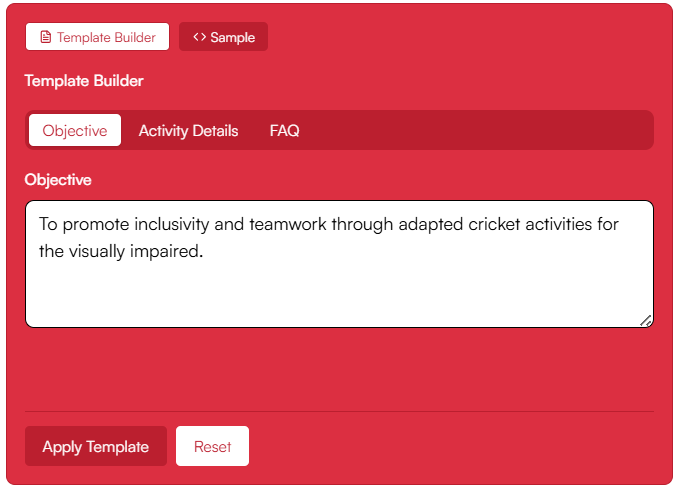 Template Builder
Sample
Template Builder
Objective
Activity Details
FAQ
Objective
To promote inclusivity and teamwork through adapted cricket activities for
the visually impaired.
Apply Template
Reset